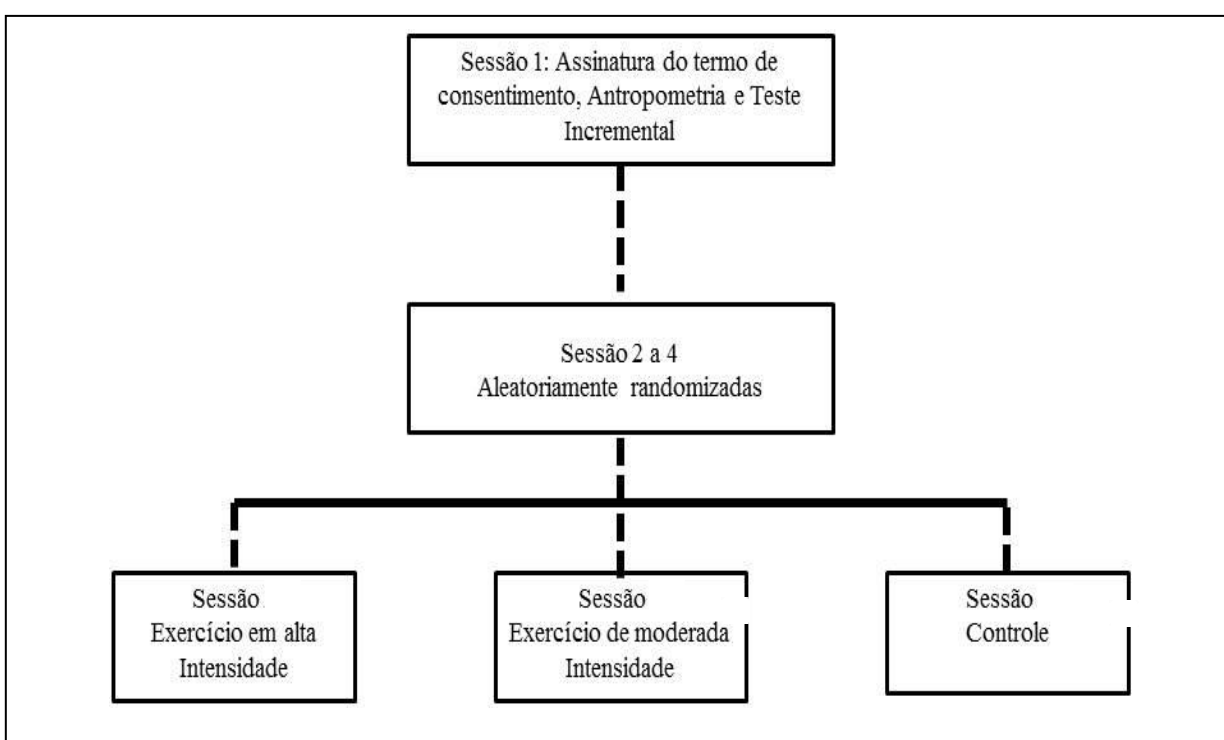 Sessão 1: Assinatura do termo de
consentimento, Antropometria e Teste
Incremental
Sessão 2 a 4
Aleatoriamente randomizadas
Sessão
Exercício em alta
Intensidade
Sessão
Exercício de moderada
Intensidade
Sessão
Controle